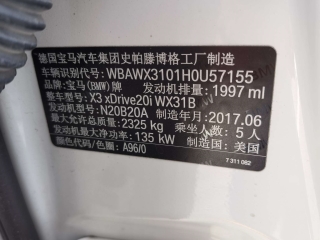 德国宝马汽车集团史帕滕博格工厂制造
车辆识别代号: WBAWX3101H0U57155
品牌: 宝马(BMW)牌 发动机排量: 1997 ml
整车型号: X3 xDrive20i WX31B
发动机型号: N20B20A 制造年月: 2017.06
最大允许总质量: 2325 kg 乘坐人数: 5 人
发动机最大净功率: 135 kW 制造国: 美国
颜色代码/色条: A96/0
7 311 062